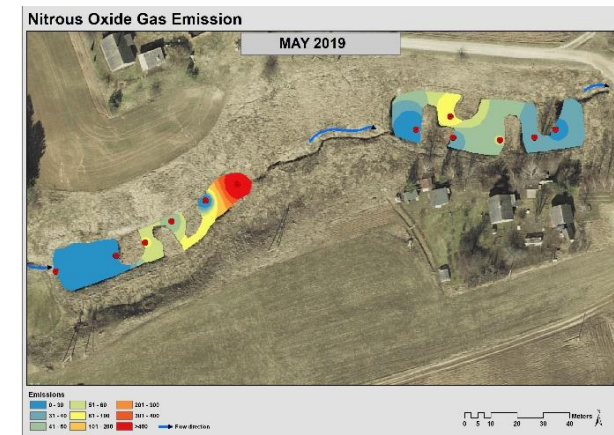 Nitrous Oxide Gas Emission
MAY 2019
Emissions
0 - 30
31 - 40
41 - 50
51 - 60
61 - 100
101 - 200
201 - 300
301 - 400
>400
Flow direction
0 5 10 20 30 40 Meters